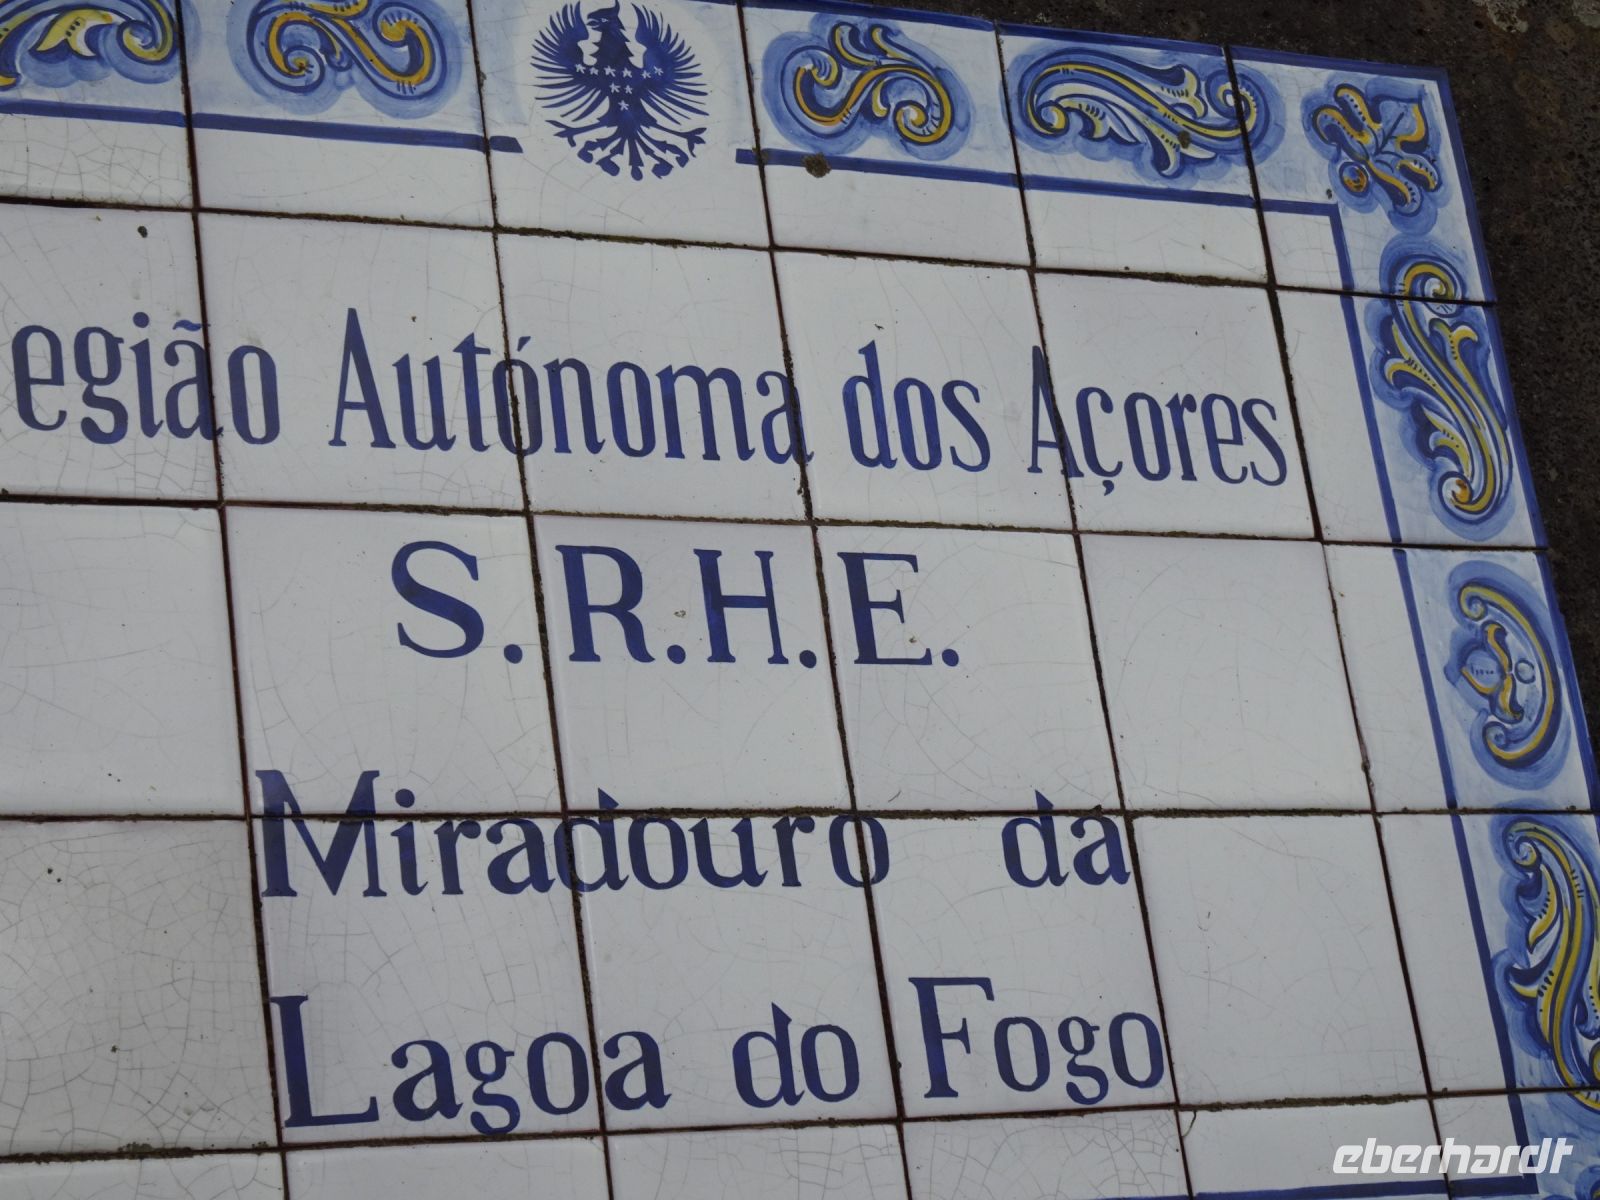 egião Autónoma dos Açores
S.R.H.E.
Miradouro da
Lagoa do Fogo
eberhardt